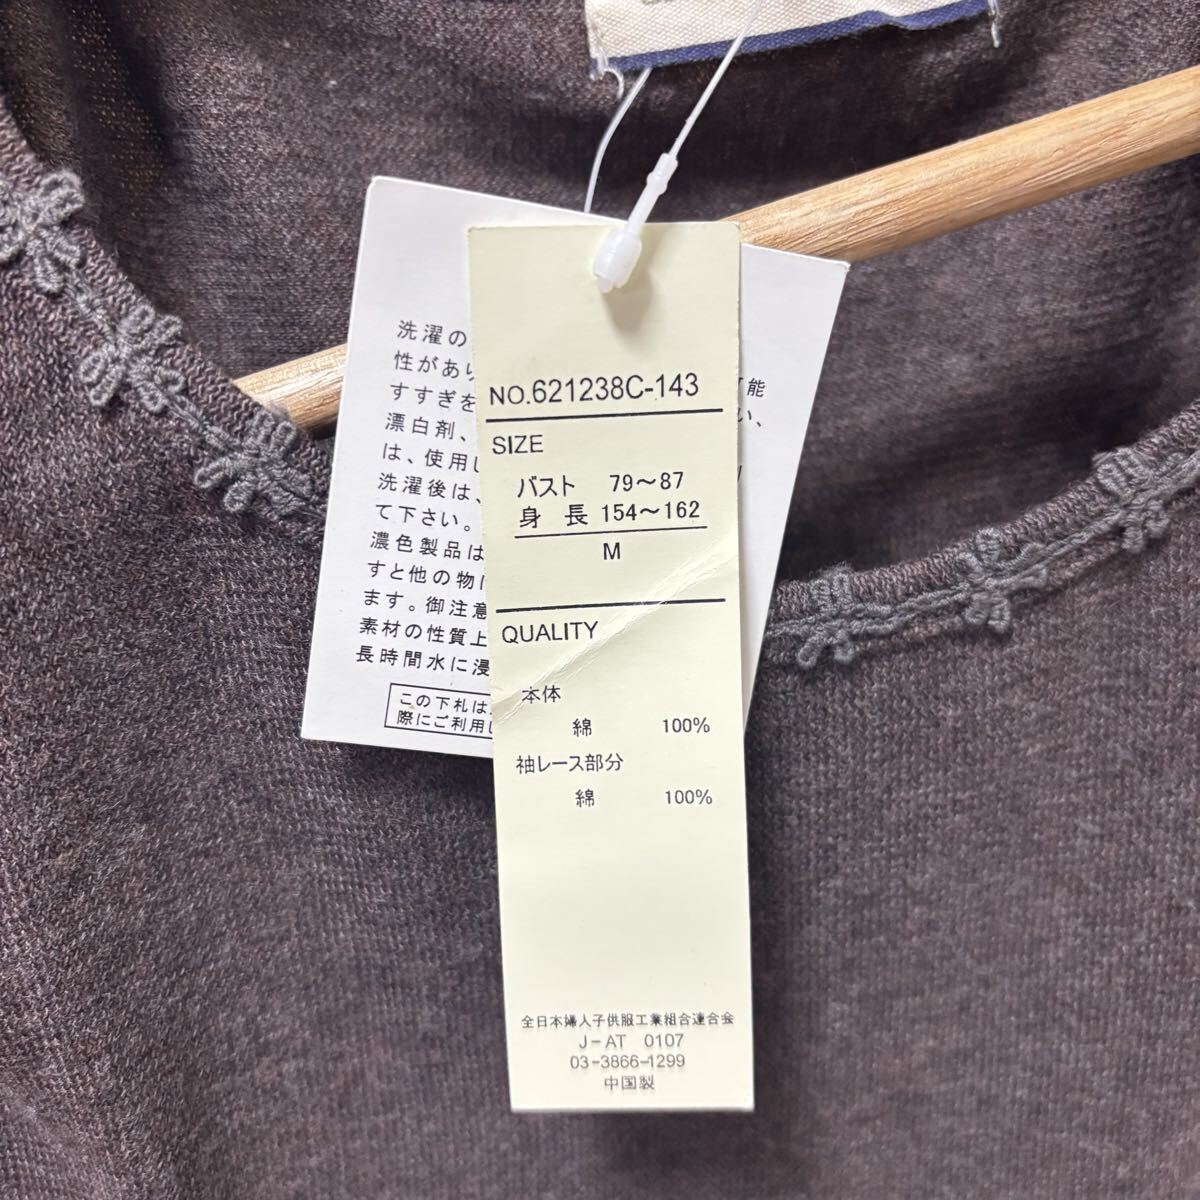 NO.621238C-143
SIZE
バスト 79～87
身 長 154～162
M
QUALITY
本体
綿 100%
袖レース部分
綿 100%
全日本婦人子供服工業組合連合会
J-AT 0107
03-3866-1299
中国製
洗濯の
性があ
能
すすぎを
い、
漂白剤、
は、使用し
洗濯後は、
て下さい。
濃色製品は
すと他の物に
ます。御注意
素材の性質上
長時間水に浸
この下札は
際にご利用し